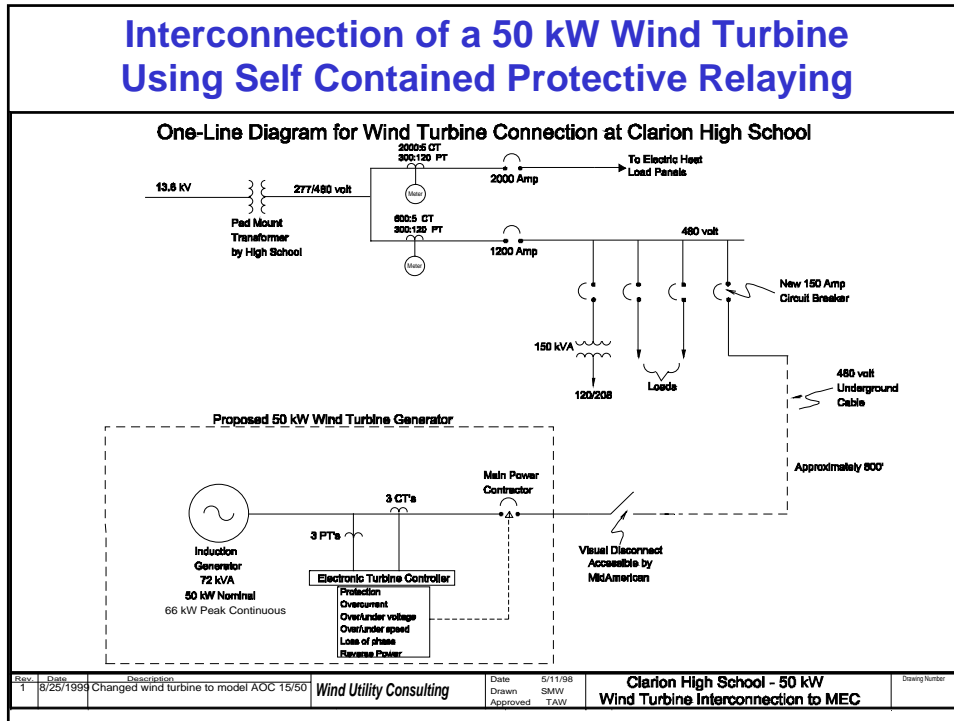 Interconnection of a 50 kW Wind Turbine
Using Self Contained Protective Relaying
One-Line Diagram for Wind Turbine Connection at Clarion High School
2000:5 CT
300:120 PT
Meter
2000 Amp
To Electric Heat
Load Panels
13.6 kV
277/480 volt
Pad Mount
Transformer
by High School
600:5 CT
300:120 PT
Meter
1200 Amp
480 volt
New 150 Amp
Circuit Breaker
150 kVA
120/208
Loads
480 volt
Underground
Cable
Approximately 800'
Proposed 50 kW Wind Turbine Generator
Main Power
Contractor
3 CT's
3 PT's
Induction
Generator
72 kVA
50 kW Nominal
66 kW Peak Continuous
Electronic Turbine Controller
Protection
Overcurrent
Over/under voltage
Over/under speed
Loss of phase
Reverse Power
Visual Disconnect
Accessible by
MidAmerican
Rev. Date Description
1 8/25/1999 Changed wind turbine to model AOC 15/50
Wind Utility Consulting
Date 5/11/98
Drawn SMW
Approved TAW
Clarion High School - 50 kW
Wind Turbine Interconnection to MEC
Drawing Number